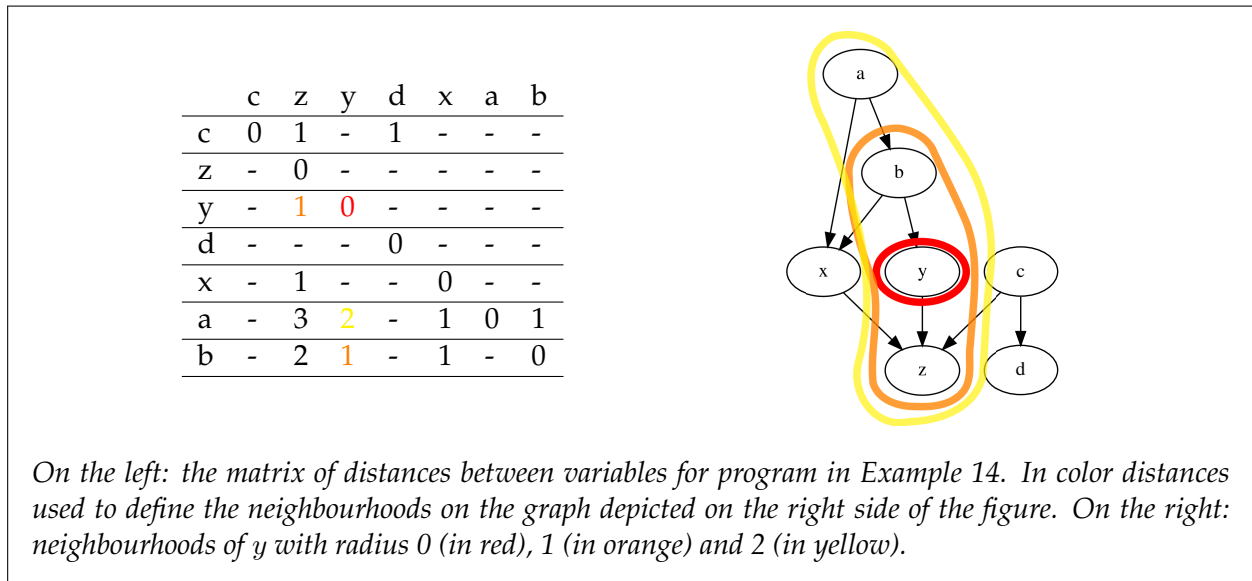 c z y d x a b
c 0 1 - 1 - - -
z - 0 - - - - -
y - 1 0 - - - -
d - - - 0 - - -
x - 1 - - 0 - -
a - 3 2 - 1 0 1
b - 2 1 - 1 - 0
a
b
x y c
z d
On the left: the matrix of distances between variables for program in Example 14. In color distances
used to define the neighbourhoods on the graph depicted on the right side of the figure. On the right:
neighbourhoods of y with radius 0 (in red), 1 (in orange) and 2 (in yellow).